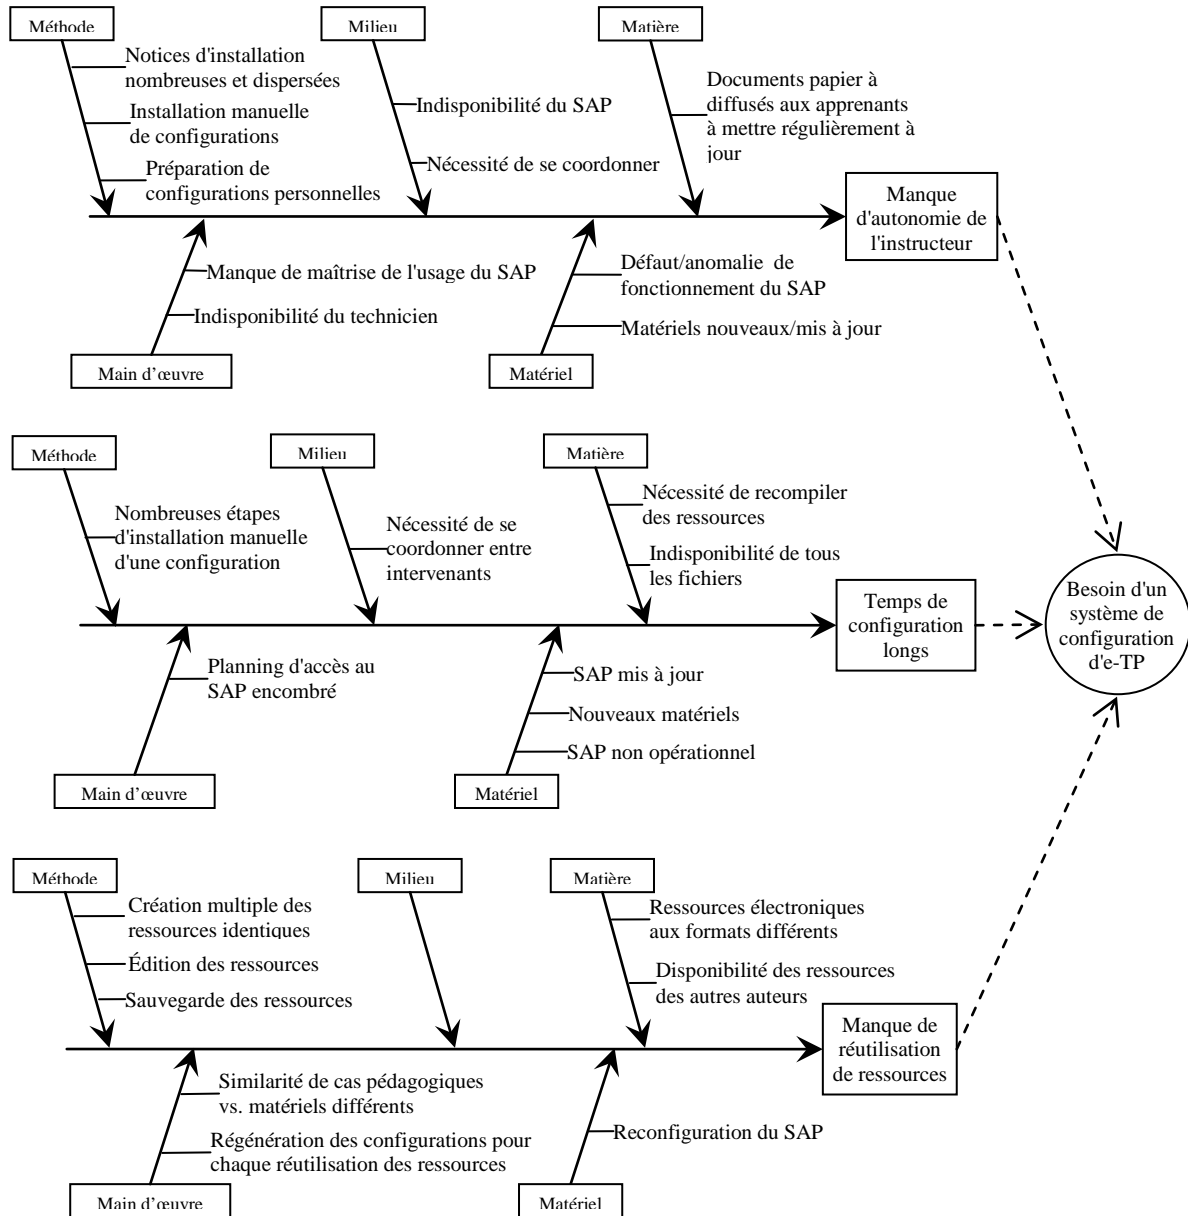 Méthode
Milieu
Matière
Notices d'installation
nombreuses et dispersées
Installation manuelle
de configurations
Préparation de
configurations personnelles
Indisponibilité du SAP
Nécessité de se coordonner
Documents papier à
diffusés aux apprenants
à mettre régulièrement à
jour
Manque
d'autonomie de
l'instructeur
Manque de maîtrise de l'usage du SAP
Indisponibilité du technicien
Défaut/anomalie de
fonctionnement du SAP
Matériels nouveaux/mis à jour
Main d'œuvre
Matériel
Méthode
Milieu
Matière
Nombreuses étapes
d'installation manuelle
d'une configuration
Nécessité de se
coordonner entre
intervenants
Nécessité de recompiler
des ressources
Indisponibilité de tous
les fichiers
Temps de
configuration
longs
Besoin d'un
système de
configuration
d'e-TP
Planning d'accès au
SAP encombré
SAP mis à jour
Nouveaux matériels
SAP non opérationnel
Main d'œuvre
Matériel
Méthode
Milieu
Matière
Création multiple des
ressources identiques
Édition des ressources
Sauvegarde des ressources
Ressources électroniques
aux formats différents
Disponibilité des ressources
des autres auteurs
Manque de
réutilisation
de ressources
Similarité de cas pédagogiques
vs. matériels différents
Régénération des configurations pour
chaque réutilisation des ressources
Reconfiguration du SAP
Main d'œuvre
Matériel